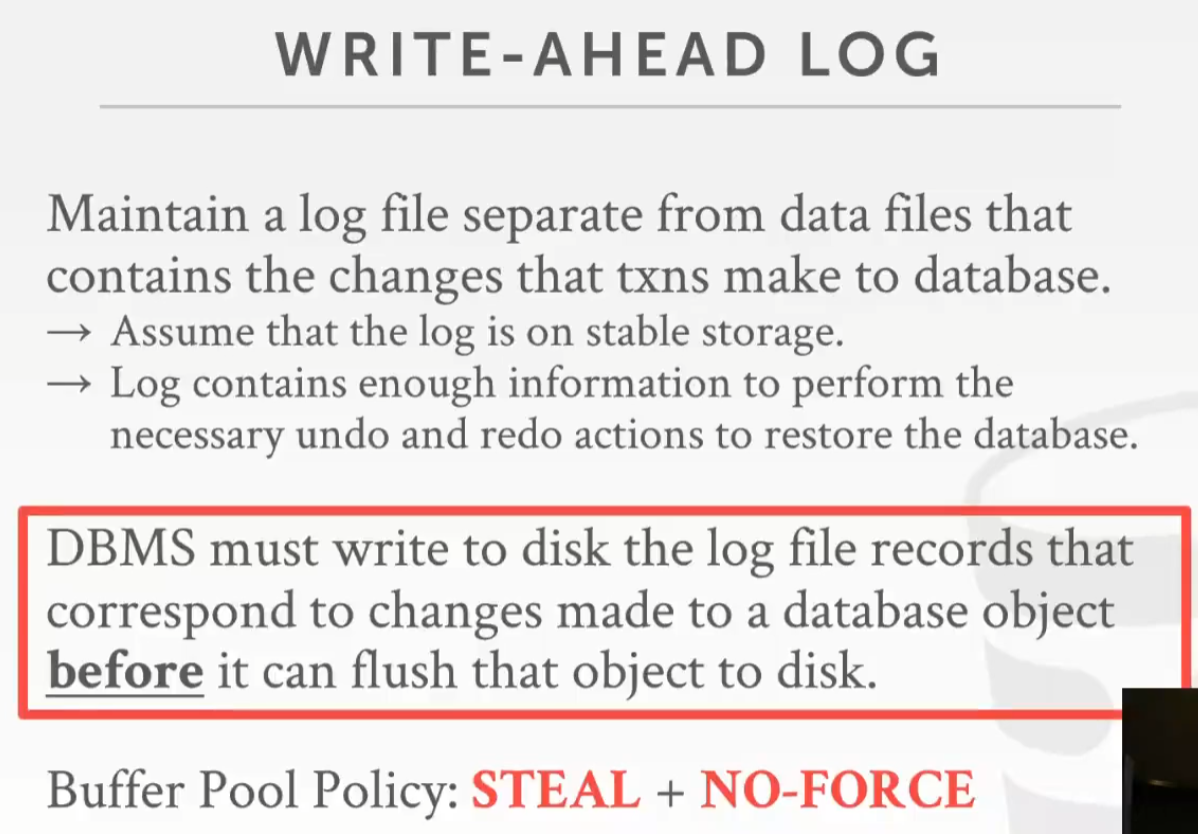 WRITE-AHEAD LOG
Maintain a log file separate from data files that
contains the changes that txns make to database.
→ Assume that the log is on stable storage.
→ Log contains enough information to perform the
necessary undo and redo actions to restore the database.
DBMS must write to disk the log file records that
correspond to changes made to a database object
before it can flush that object to disk.
Buffer Pool Policy: STEAL + NO-FORCE